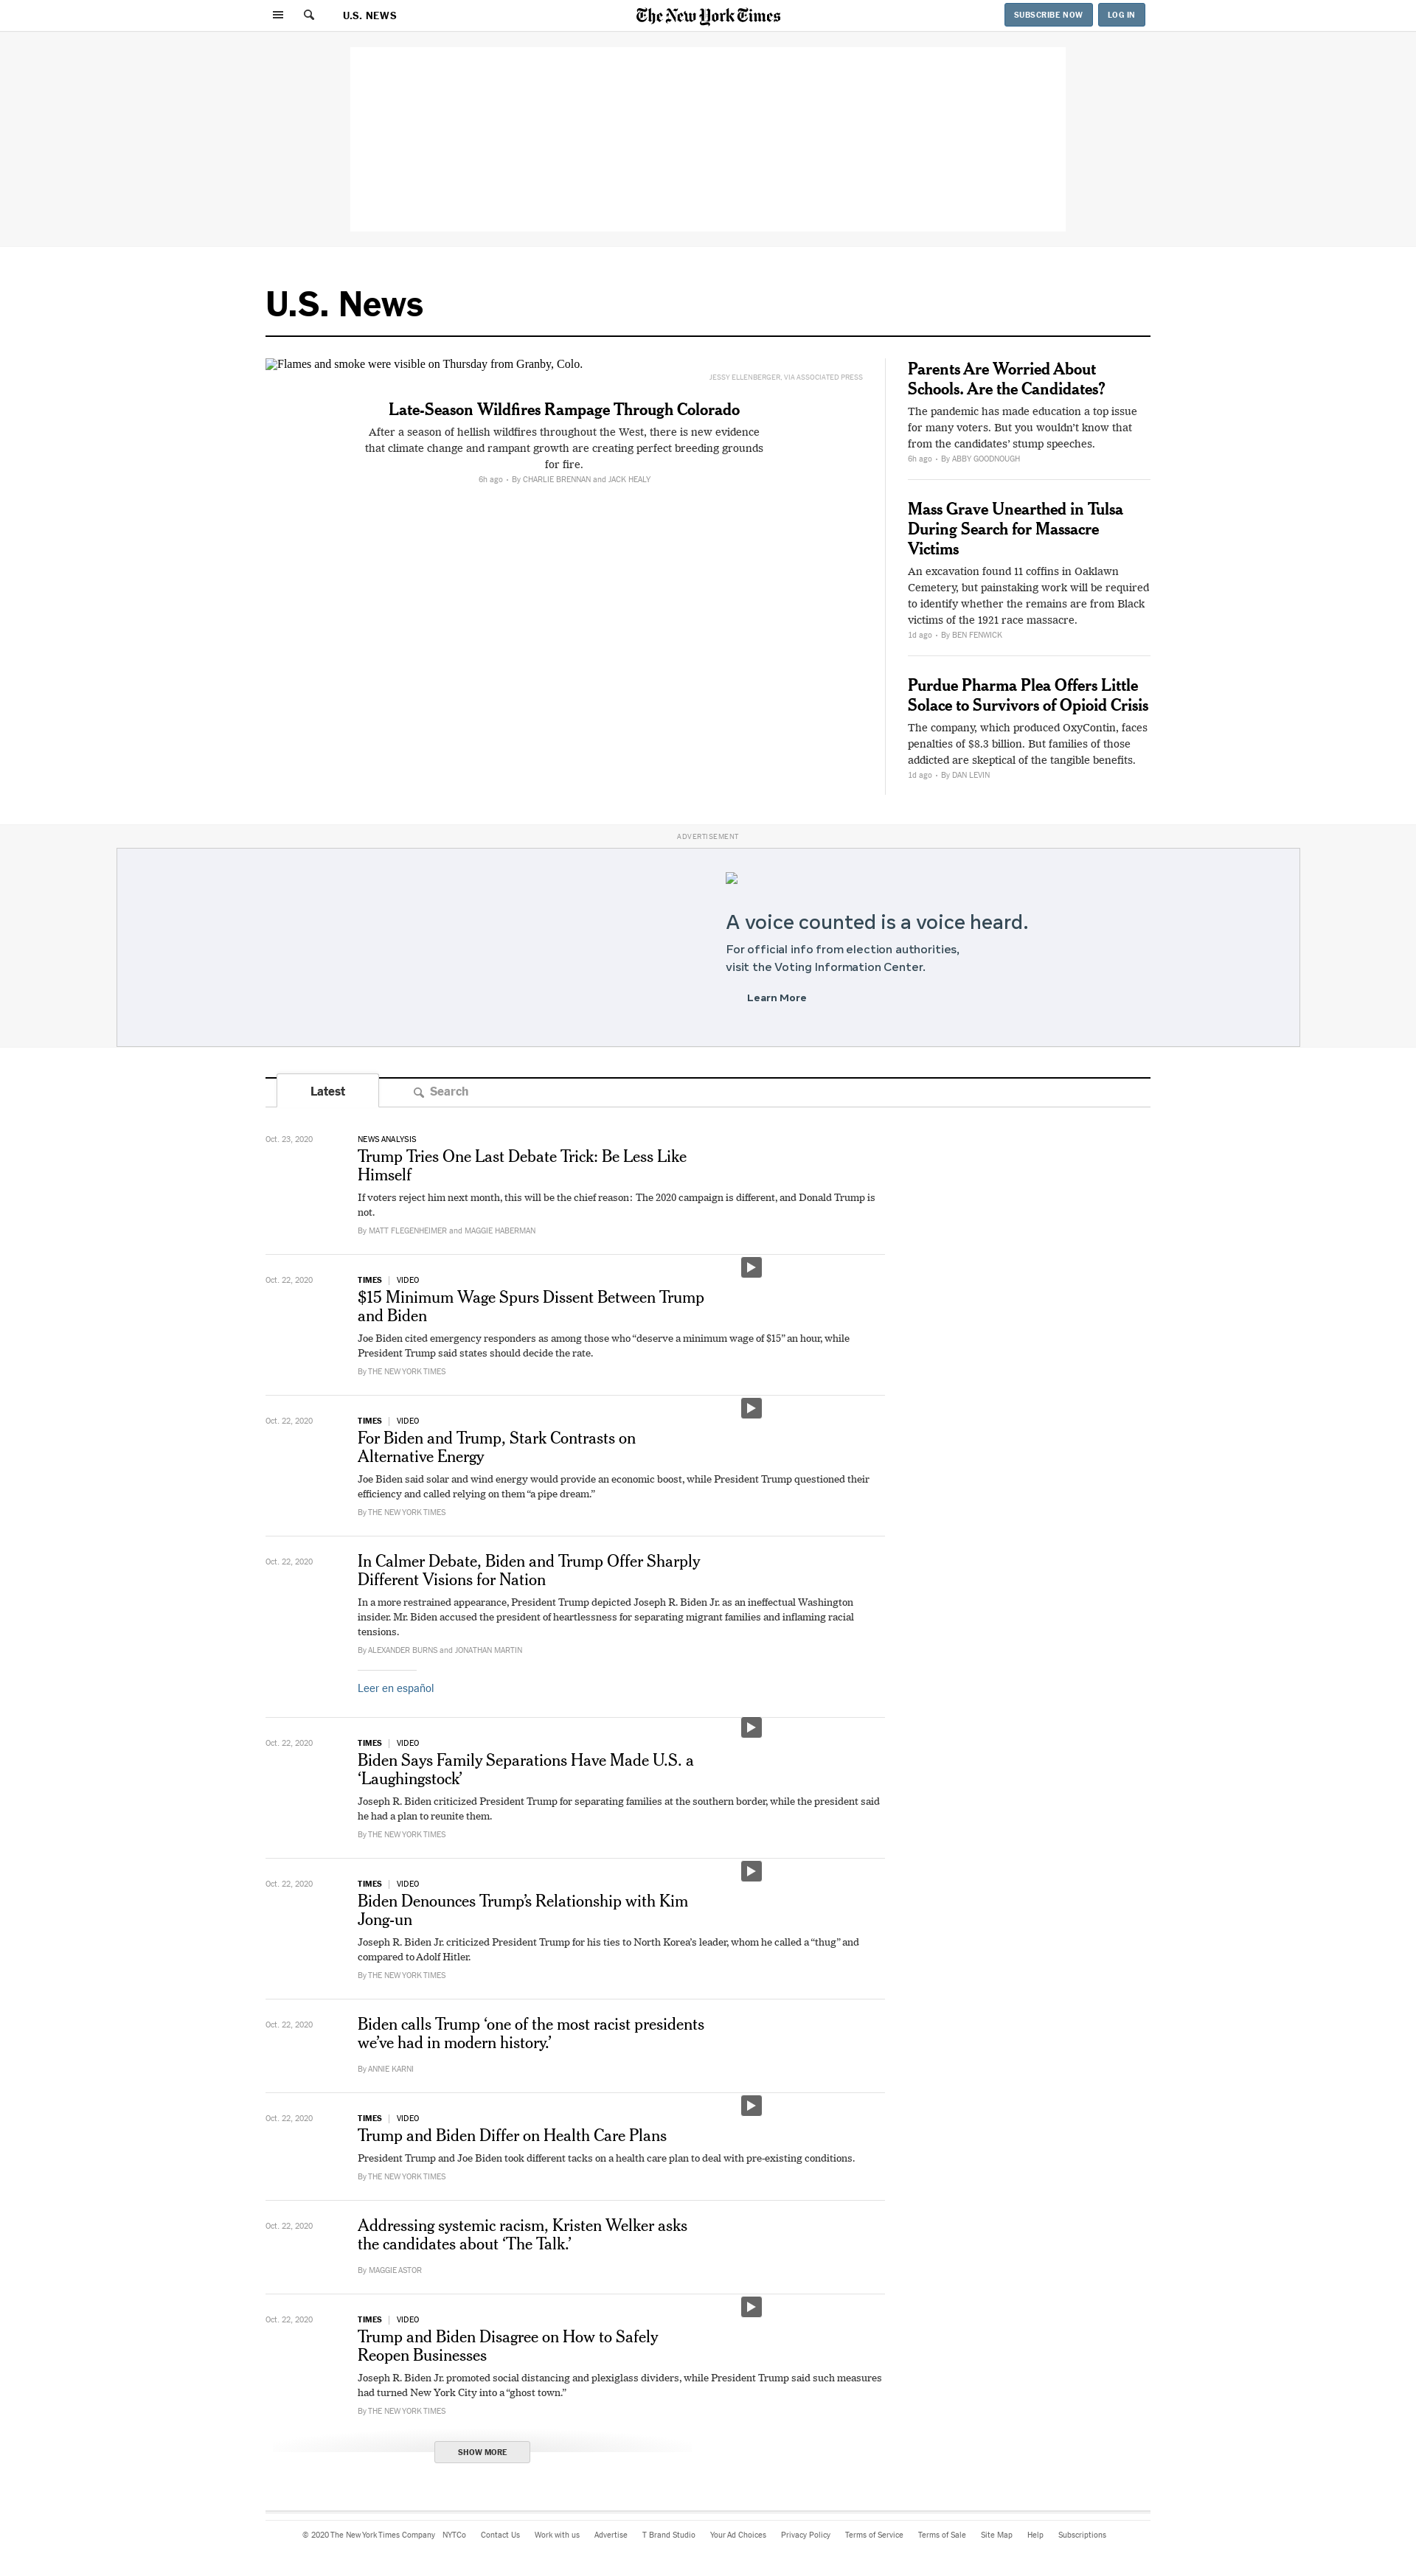 U.S. NEWS
The New York Times
SUBSCRIBE NOW
LOG IN
U.S. News
Flames and smoke were visible on Thursday from Granby, Colo.
JESSY ELLENBERGER, VIA ASSOCIATED PRESS
Late-Season Wildfires Rampage Through Colorado
After a season of hellish wildfires throughout the West, there is new evidence
that climate change and rampant growth are creating perfect breeding grounds
for fire.
6h ago • By CHARLIE BRENNAN and JACK HEALY
Parents Are Worried About
Schools. Are the Candidates?
The pandemic has made education a top issue
for many voters. But you wouldn’t know that
from the candidates’ stump speeches.
6h ago • By ABBY GOODNOUGH
Mass Grave Unearthed in Tulsa
During Search for Massacre
Victims
An excavation found 11 coffins in Oaklawn
Cemetery, but painstaking work will be required
to identify whether the remains are from Black
victims of the 1921 race massacre.
1d ago • By BEN FENWICK
Purdue Pharma Plea Offers Little
Solace to Survivors of Opioid Crisis
The company, which produced OxyContin, faces
penalties of $8.3 billion. But families of those
addicted are skeptical of the tangible benefits.
1d ago • By DAN LEVIN
ADVERTISEMENT
A voice counted is a voice heard.
For official info from election authorities,
visit the Voting Information Center.
Learn More
Latest
Search
Oct. 23, 2020
NEWS ANALYSIS
Trump Tries One Last Debate Trick: Be Less Like
Himself
If voters reject him next month, this will be the chief reason: The 2020 campaign is different, and Donald Trump is
not.
By MATT FLEGENHEIMER and MAGGIE HABERMAN
Oct. 22, 2020
TIMES | VIDEO
$15 Minimum Wage Spurs Dissent Between Trump
and Biden
Joe Biden cited emergency responders as among those who “deserve a minimum wage of $15” an hour, while
President Trump said states should decide the rate.
By THE NEW YORK TIMES
Oct. 22, 2020
TIMES | VIDEO
For Biden and Trump, Stark Contrasts on
Alternative Energy
Joe Biden said solar and wind energy would provide an economic boost, while President Trump questioned their
efficiency and called relying on them “a pipe dream.”
By THE NEW YORK TIMES
Oct. 22, 2020
In Calmer Debate, Biden and Trump Offer Sharply
Different Visions for Nation
In a more restrained appearance, President Trump depicted Joseph R. Biden Jr. as an ineffectual Washington
insider. Mr. Biden accused the president of heartlessness for separating migrant families and inflaming racial
tensions.
By ALEXANDER BURNS and JONATHAN MARTIN
Leer en español
Oct. 22, 2020
TIMES | VIDEO
Biden Says Family Separations Have Made U.S. a
‘Laughingstock’
Joseph R. Biden criticized President Trump for separating families at the southern border, while the president said
he had a plan to reunite them.
By THE NEW YORK TIMES
Oct. 22, 2020
TIMES | VIDEO
Biden Denounces Trump’s Relationship with Kim
Jong-un
Joseph R. Biden Jr. criticized President Trump for his ties to North Korea’s leader, whom he called a “thug” and
compared to Adolf Hitler.
By THE NEW YORK TIMES
Oct. 22, 2020
Biden calls Trump ‘one of the most racist presidents
we’ve had in modern history.’
By ANNIE KARNI
Oct. 22, 2020
TIMES | VIDEO
Trump and Biden Differ on Health Care Plans
President Trump and Joe Biden took different tacks on a health care plan to deal with pre-existing conditions.
By THE NEW YORK TIMES
Oct. 22, 2020
Addressing systemic racism, Kristen Welker asks
the candidates about ‘The Talk.’
By MAGGIE ASTOR
Oct. 22, 2020
TIMES | VIDEO
Trump and Biden Disagree on How to Safely
Reopen Businesses
Joseph R. Biden Jr. promoted social distancing and plexiglass dividers, while President Trump said such measures
had turned New York City into a “ghost town.”
By THE NEW YORK TIMES
SHOW MORE
© 2020 The New York Times Company NYTCo Contact Us Work with us Advertise T Brand Studio Your Ad Choices Privacy Policy Terms of Service Terms of Sale Site Map Help Subscriptions